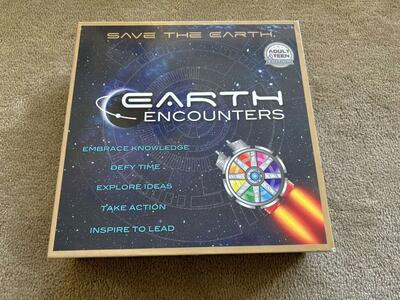 SAVE THE EARTH
ADULT
& TEEN
EARTH
ENCOUNTERS
EMBRACE KNOWLEDGE
DEFY TIME
EXPLORE IDEAS
TAKE ACTION
INSPIRE TO LEAD